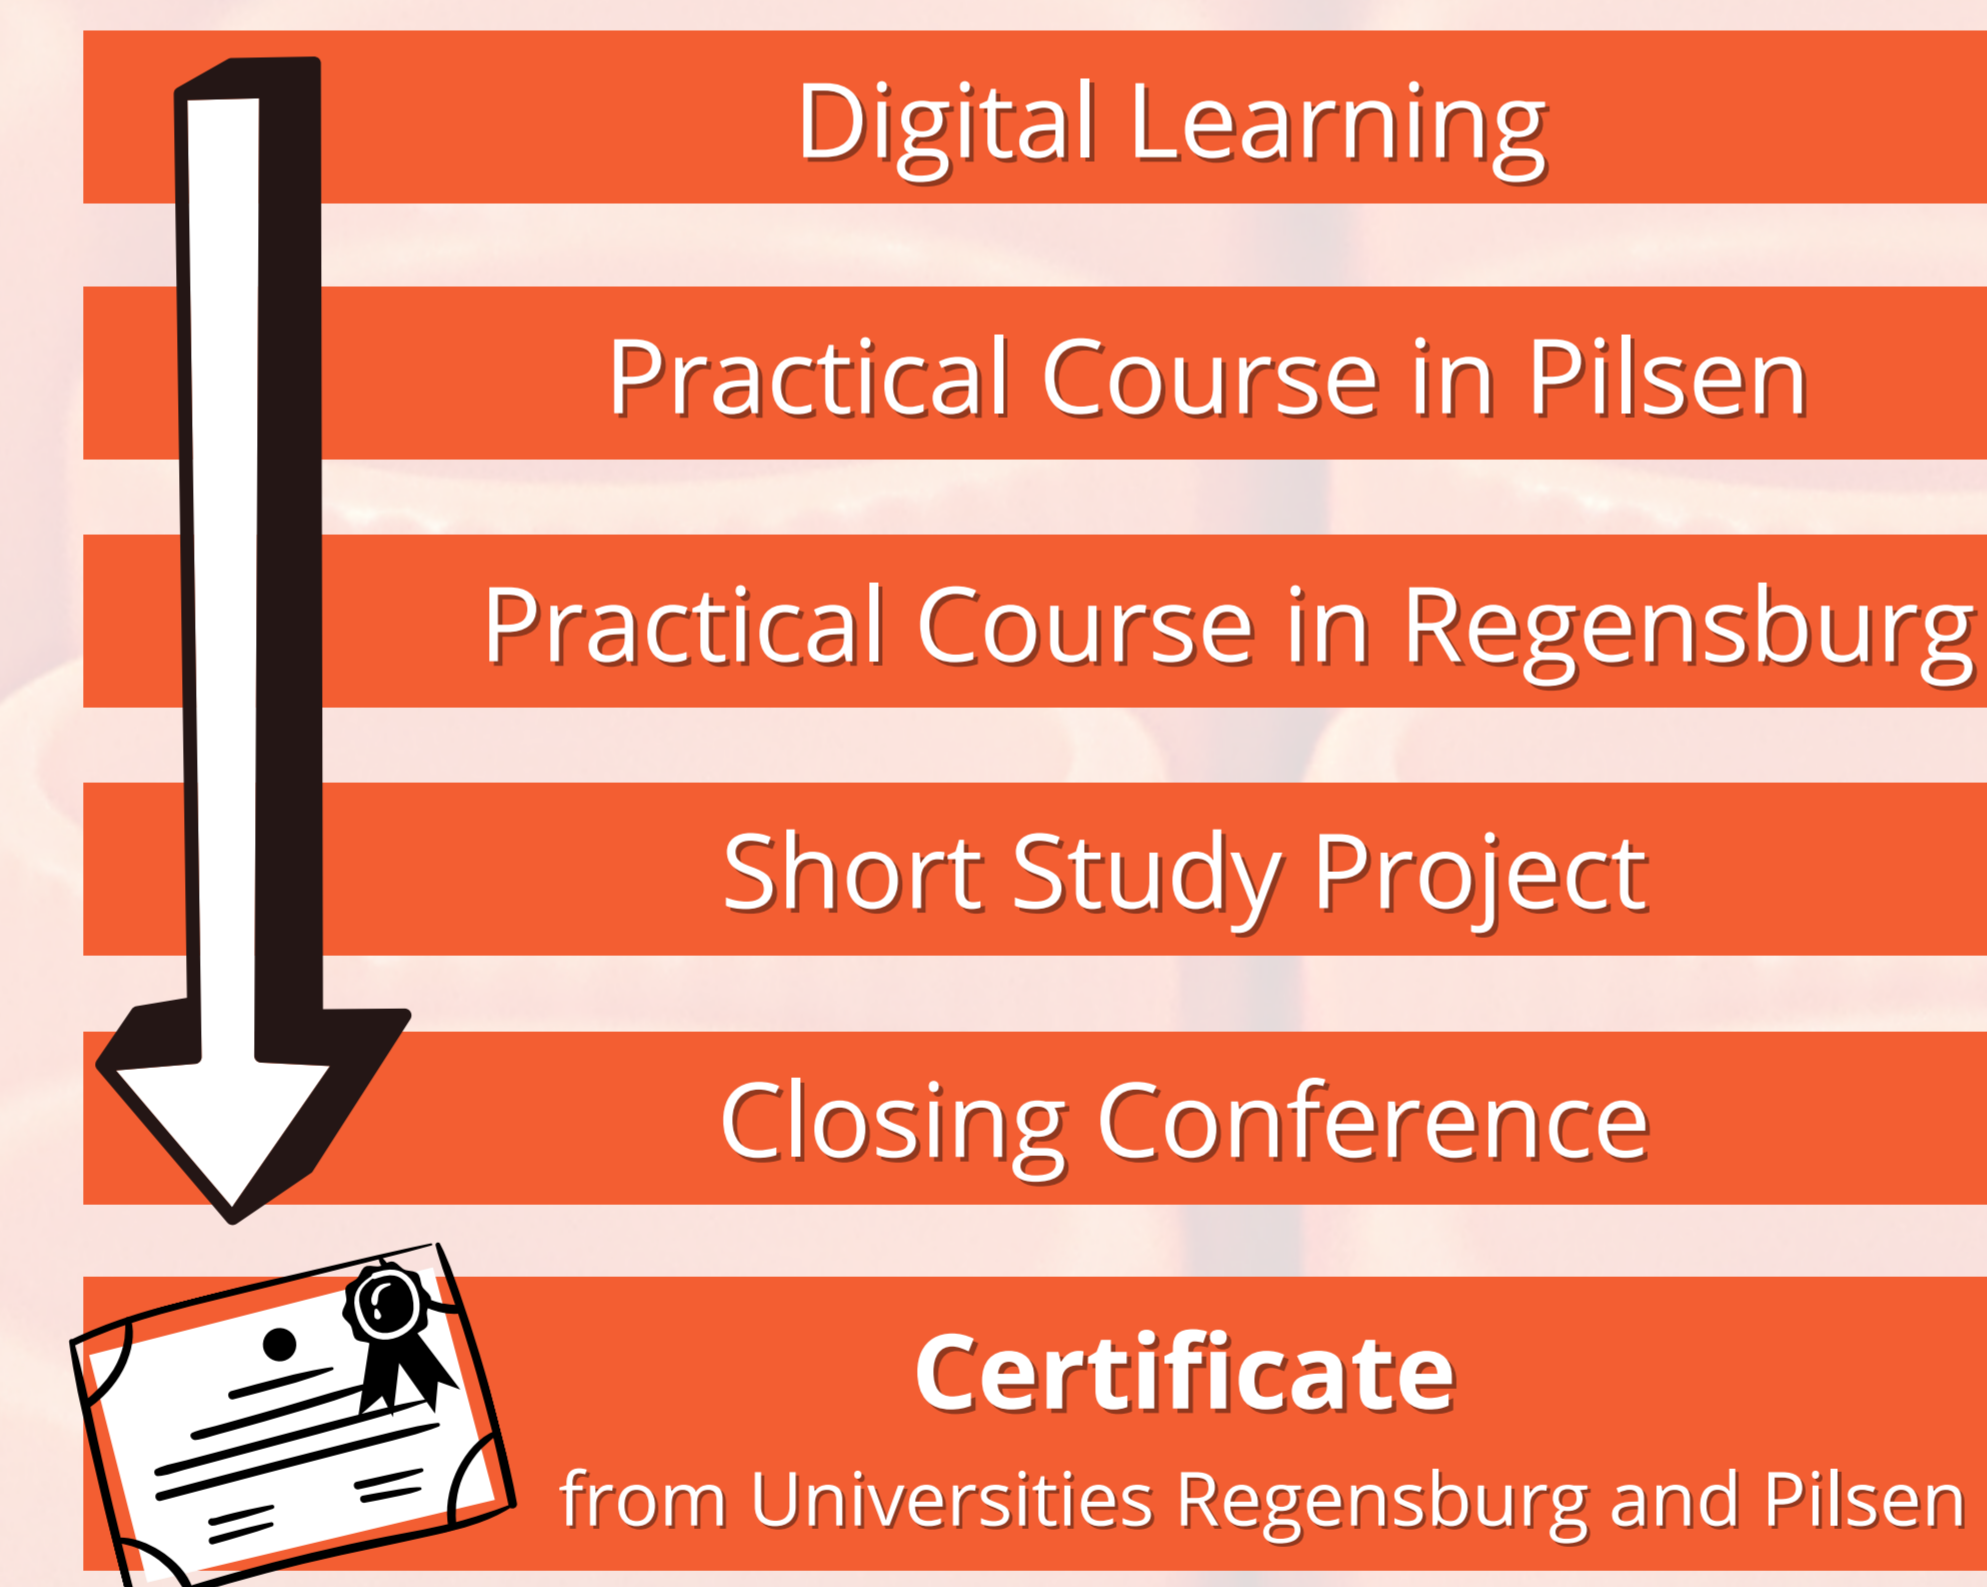 Digital Learning
Practical Course in Pilsen
Practical Course in Regensburg
Short Study Project
Closing Conference
Certificate
from Universities Regensburg and Pilsen